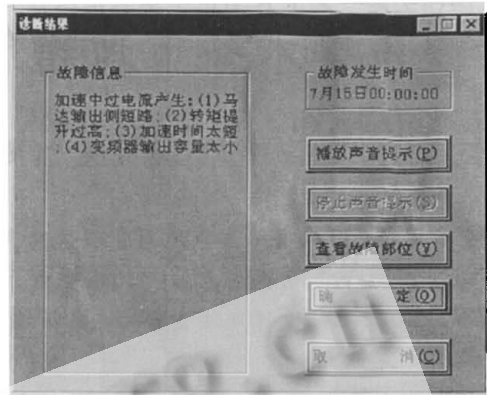 诊断结果
故障信息
加速中过电流产生:(1)马
达输出侧短路;(2)转矩提
升过高;(3)加速时间太短
;(4)变频器输出容量太小
故障发生时间
7月15日00:00:00
播放声音提示(P)
停止声音提示(S)
查看故障部位(Y)
确 定(O)
取 消(C)